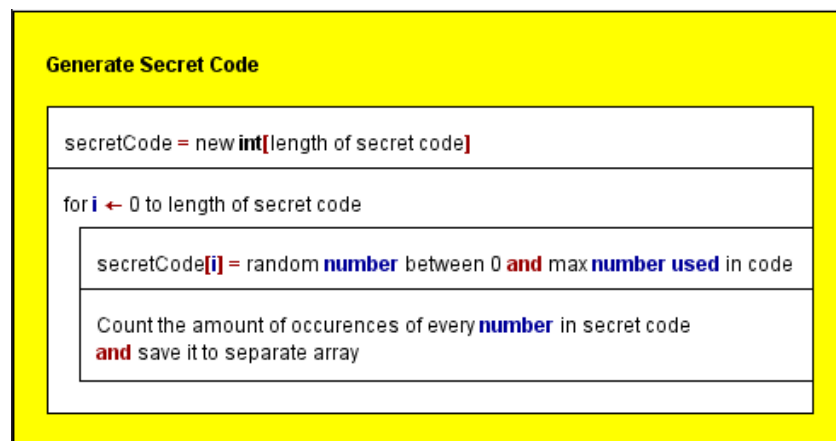 Generate Secret Code
secretCode = new int[length of secret code]
for i ← 0 to length of secret code
secretCode[i] = random number between 0 and max number used in code
Count the amount of occurences of every number in secret code
and save it to separate array